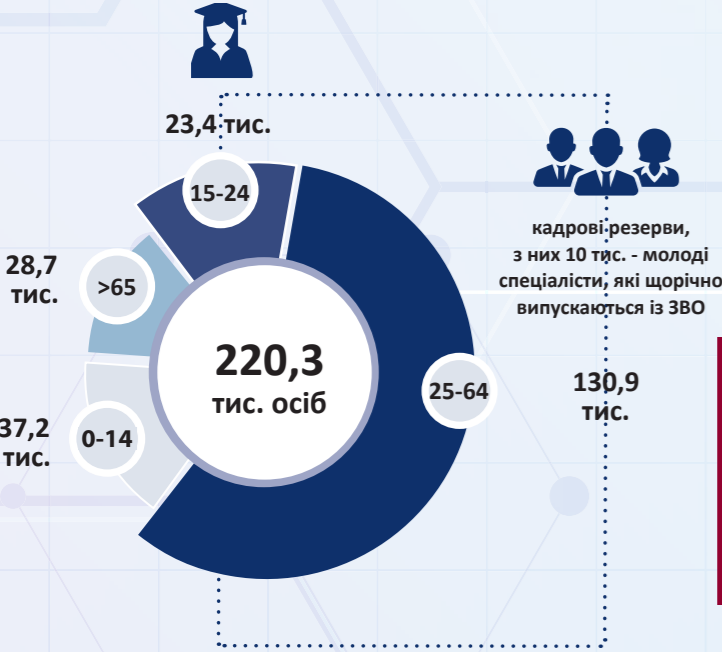 23,4 тис.
15-24
28,7
тис.
>65
220,3
тис. осіб
37,2
тис.
0-14
25-64
130,9
тис.
кадрові резерви,
з них 10 тис. - молоді
спеціалісти, які щорічно
випускаються із ЗВО